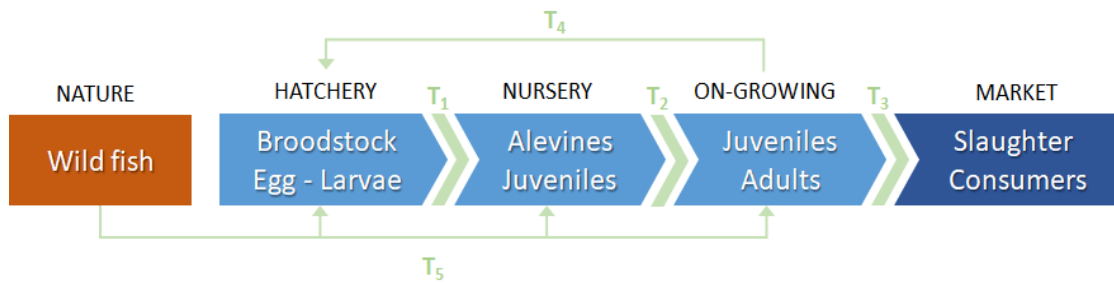 T4
NATURE
HATCHERY
T1
NURSERY
T2
ON-GROWING
T3
MARKET
Wild fish
Broodstock
Egg - Larvae
Alevines
Juveniles
Juveniles
Adults
Slaughter
Consumers
T5